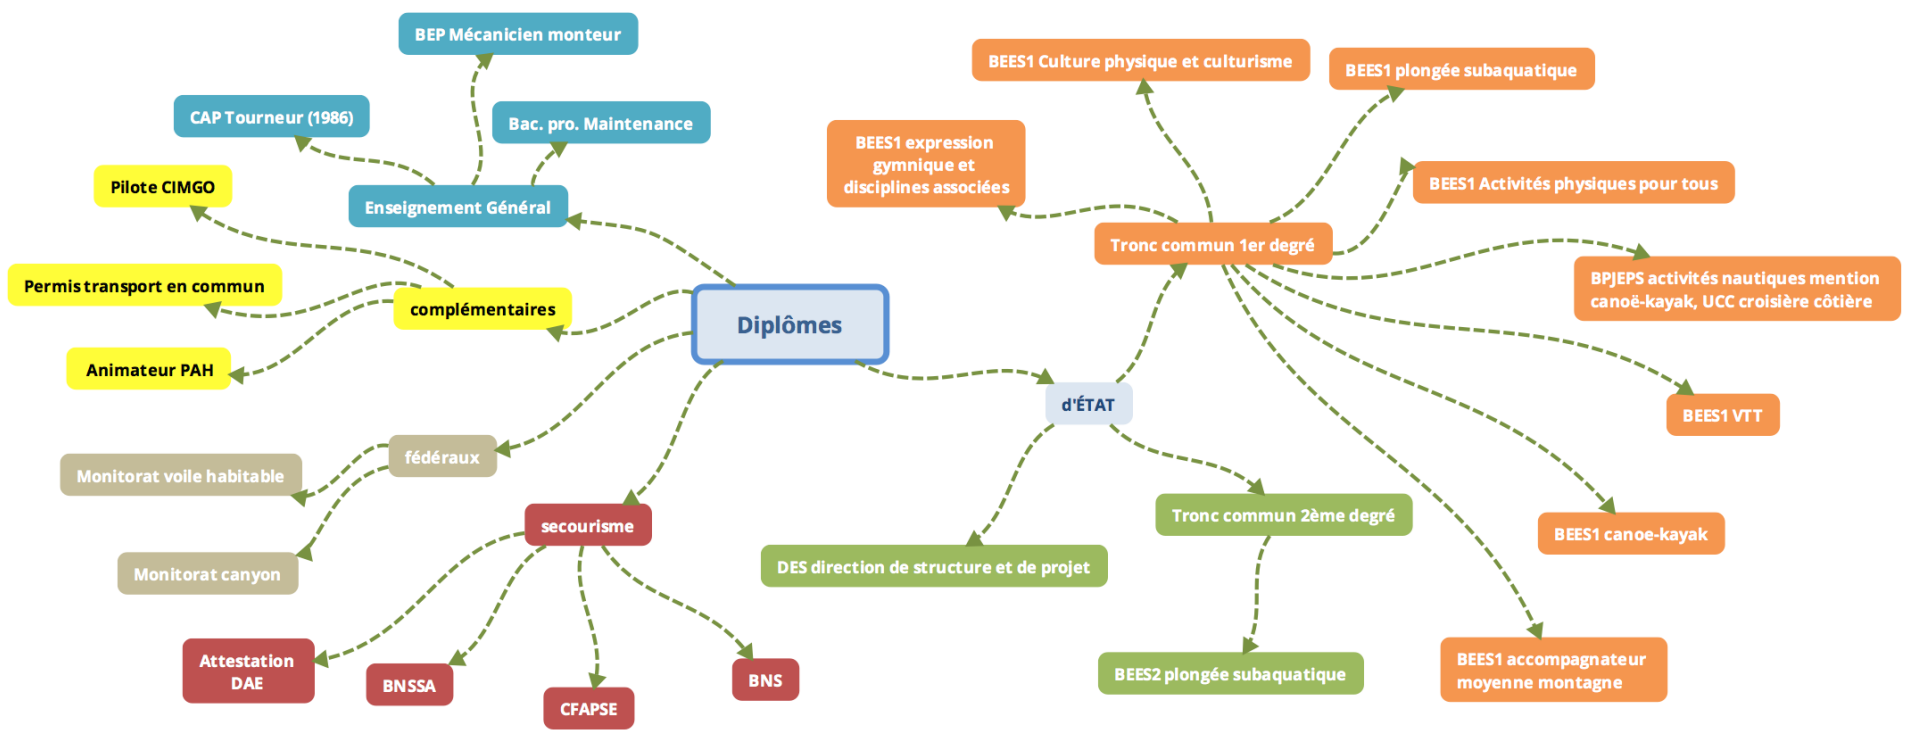 BEP Mécanicien monteur
CAP Tourneur (1986)
Bac. pro. Maintenance
Enseignement Général
Pilote CIMGO
Permis transport en commun
complémentaires
Animateur PAH
Diplômes
fédéraux
Monitorat voile habitable
Monitorat canyon
secourisme
Attestation
DAE
BNSSA
CFAPSE
BNS
d'ÉTAT
Tronc commun 1er degré
BEES1 expression
gymnique et
disciplines associées
BEES1 Culture physique et culturisme
BEES1 plongée subaquatique
BEES1 Activités physiques pour tous
BPJEPS activités nautiques mention
canoë-kayak, UCC croisière côtière
BEES1 VTT
BEES1 canoe-kayak
BEES1 accompagnateur
moyenne montagne
Tronc commun 2ème degré
BEES2 plongée subaquatique
DES direction de structure et de projet